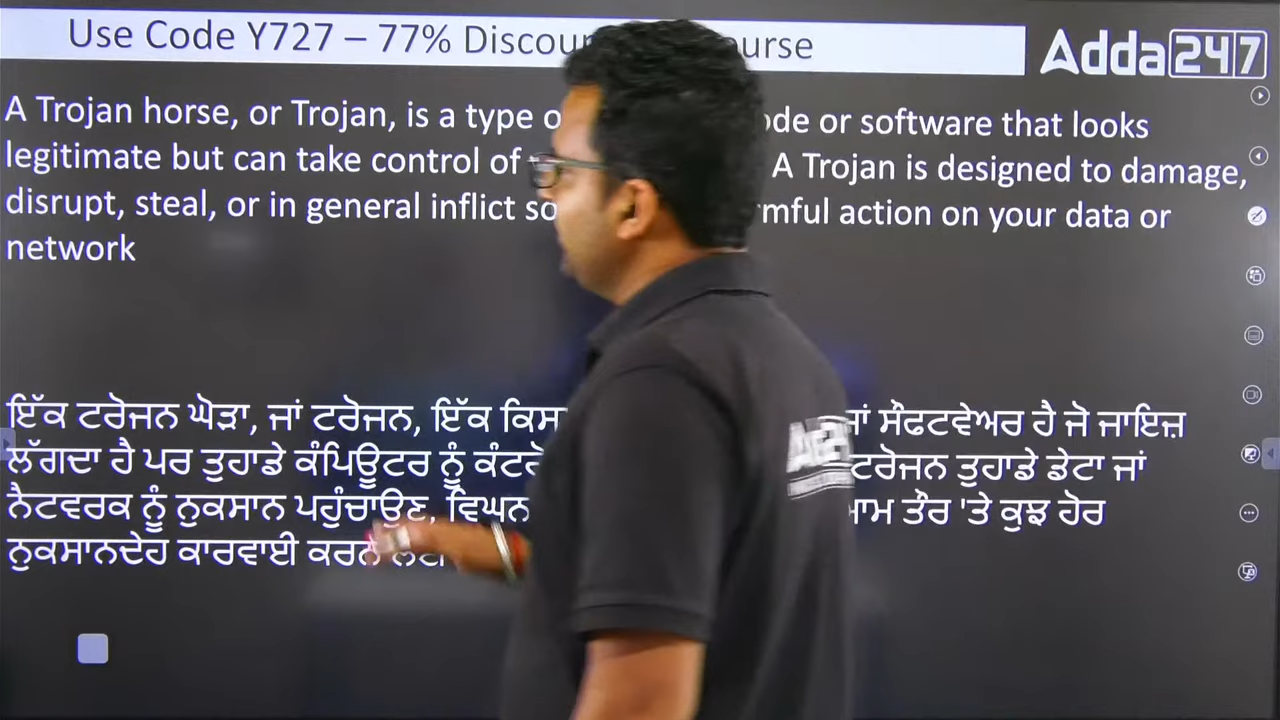 Use Code Y727 – 77% Discou urse
Adda247
A Trojan horse, or Trojan, is a type ode or software that looks
legitimate but can take control of A Trojan is designed to damage,
disrupt, steal, or in general inflict so rmful action on your data or
network
ਇੱਕ ਟਰੋਜਨ ਘੋੜਾ, ਜਾਂ ਟਰੋਜਨ, ਇੱਕ ਕਿਸ ਜਾਂ ਸੌਫਟਵੇਅਰ ਹੈ ਜੋ ਜਾਇਜ਼
ਲੱਗਦਾ ਹੈ ਪਰ ਤੁਹਾਡੇ ਕੰਪਿਊਟਰ ਨੂੰ ਕੰਟਰੋ ਟਰੋਜਨ ਤੁਹਾਡੇ ਡੇਟਾ ਜਾਂ
ਨੈਟਵਰਕ ਨੂੰ ਨੁਕਸਾਨ ਪਹੁੰਚਾਉਣ, ਵਿਘਨ ਆਮ ਤੌਰ 'ਤੇ ਕੁਝ ਹੋਰ
ਨੁਕਸਾਨਦੇਹ ਕਾਰਵਾਈ ਕਰਨ